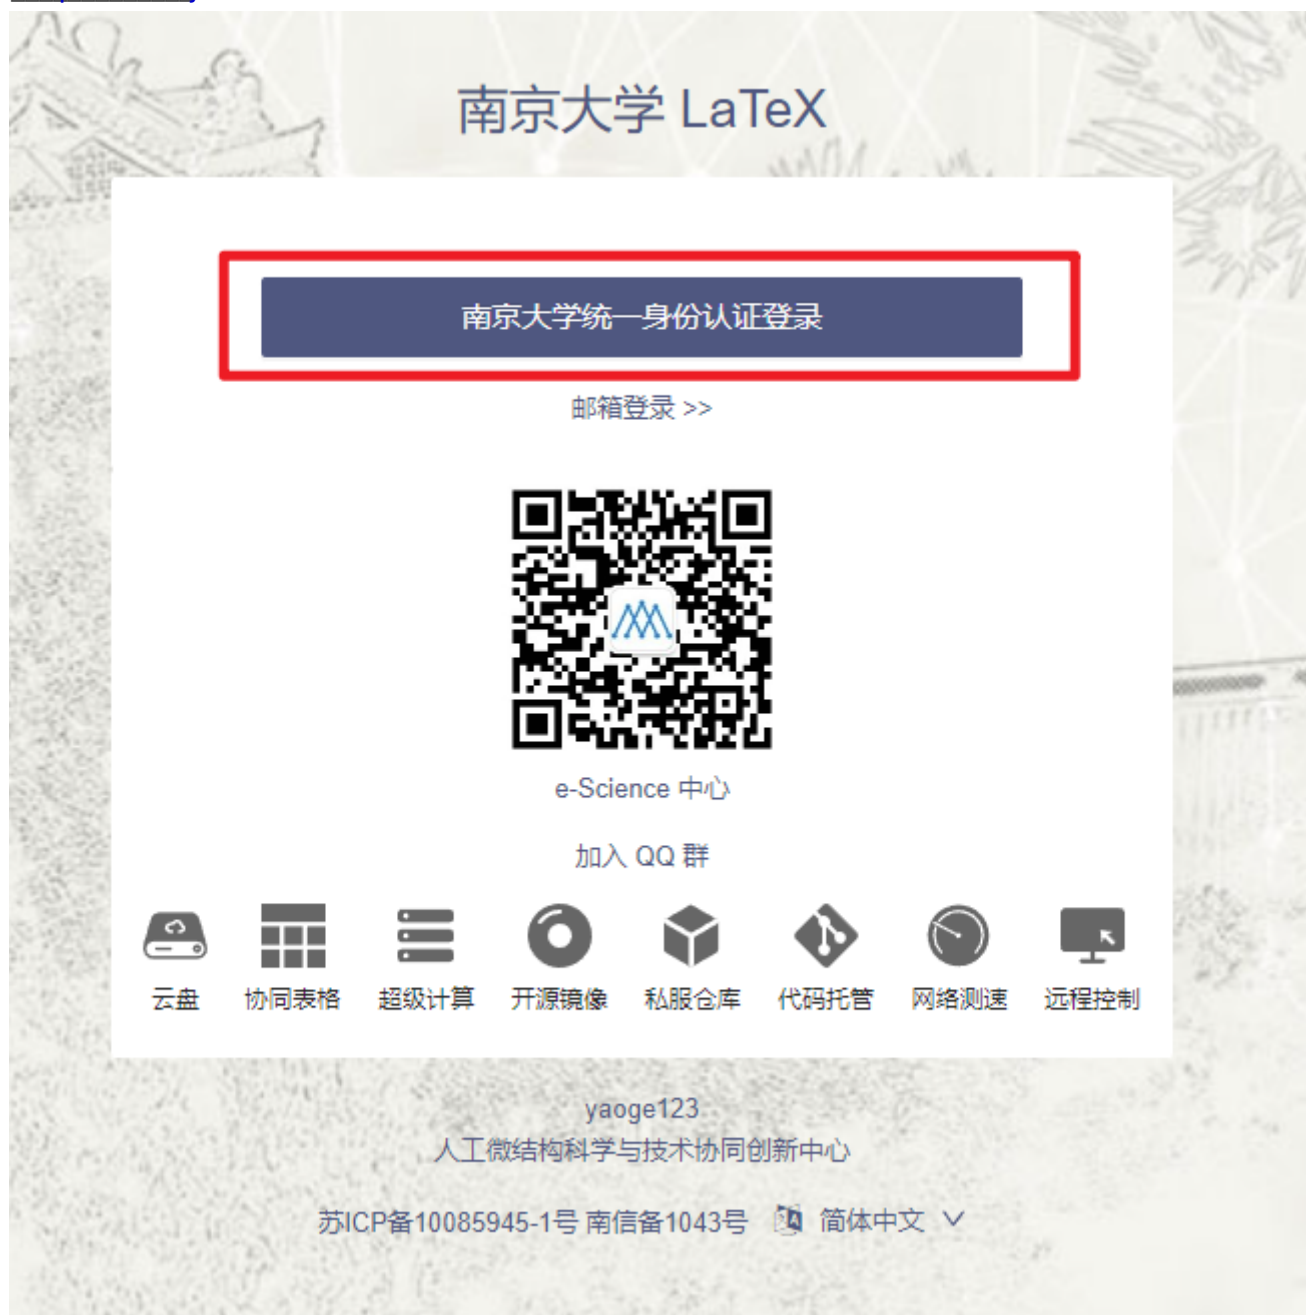 南京大学 LaTeX
南京大学统一身份认证登录
邮箱登录 >>
e-Science 中心
加入 QQ 群
云盘 协同表格 超级计算 开源镜像 私服仓库 代码托管 网络测速 远程控制
yaoge123
人工微结构科学与技术协同创新中心
苏ICP备10085945-1号 南信备1043号 简体中文